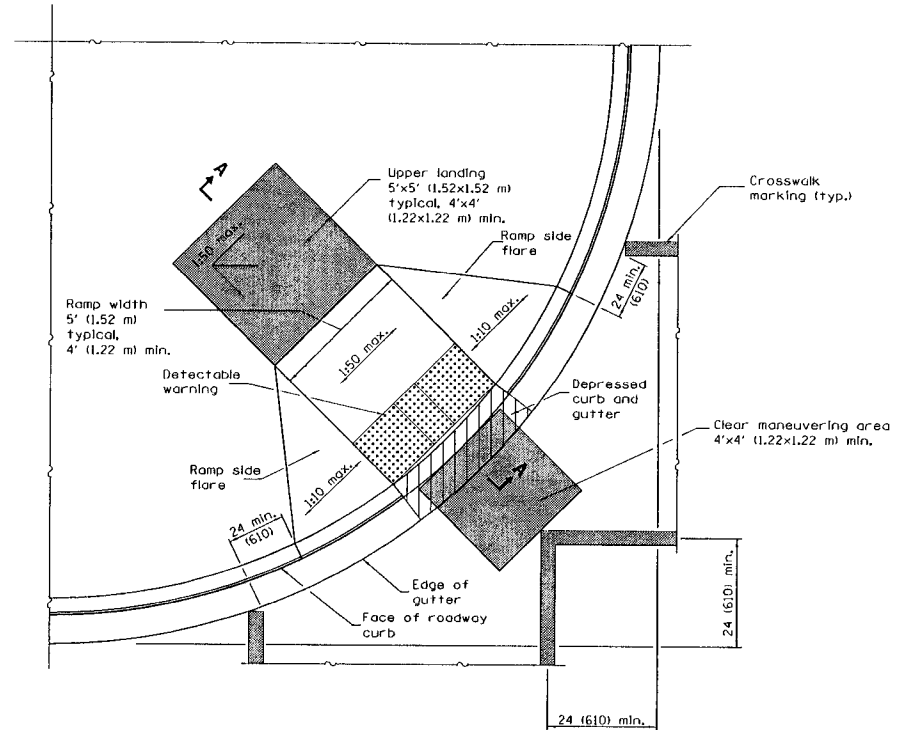 Upper landing
5'x5' (1.52x1.52 m)
typical, 4'x4'
(1.22x1.22 m) min.
Crosswalk
marking (typ.)
A
1:50 max.
Ramp side
flare
24 min.
(610)
Ramp width
5' (1.52 m)
typical,
4' (1.22 m) min.
1:50 max.
1:10 max.
Detectable
warning
Depressed
curb and
gutter
Clear maneuvering area
4'x4' (1.22x1.22 m) min.
A
Ramp side
flare
1:10 max.
24 min.
(610)
Edge of
gutter
Face of roadway
curb
24 (610) min.
24 (610) min.